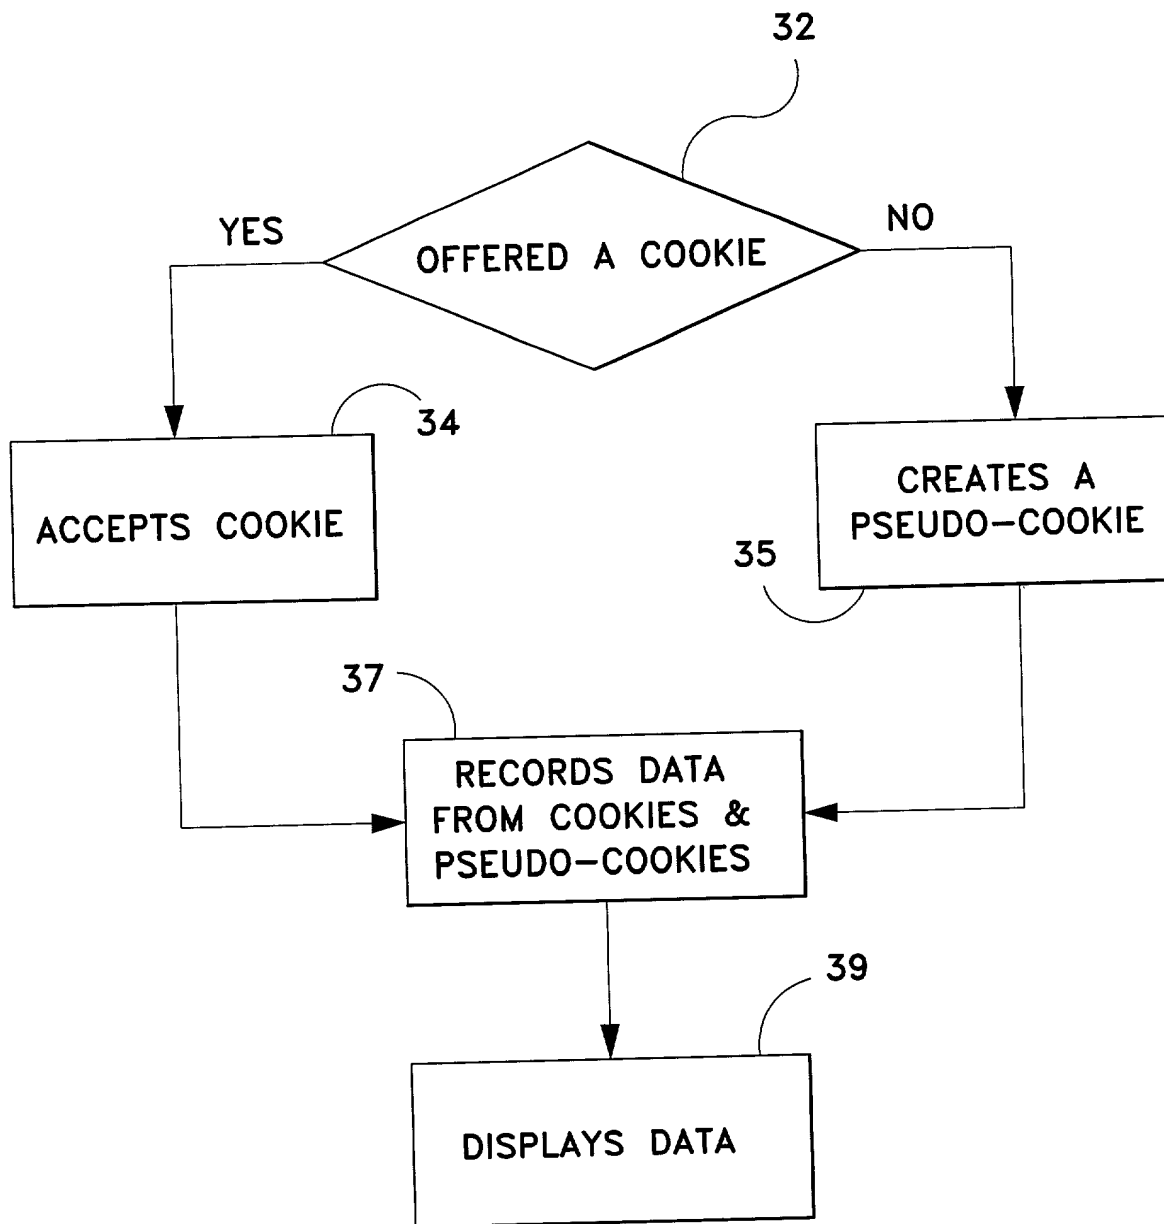 32
YES
NO
OFFERED A COOKIE
34
ACCEPTS COOKIE
CREATES A
PSEUDO-COOKIE
35
37
RECORDS DATA
FROM COOKIES &
PSEUDO-COOKIES
39
DISPLAYS DATA